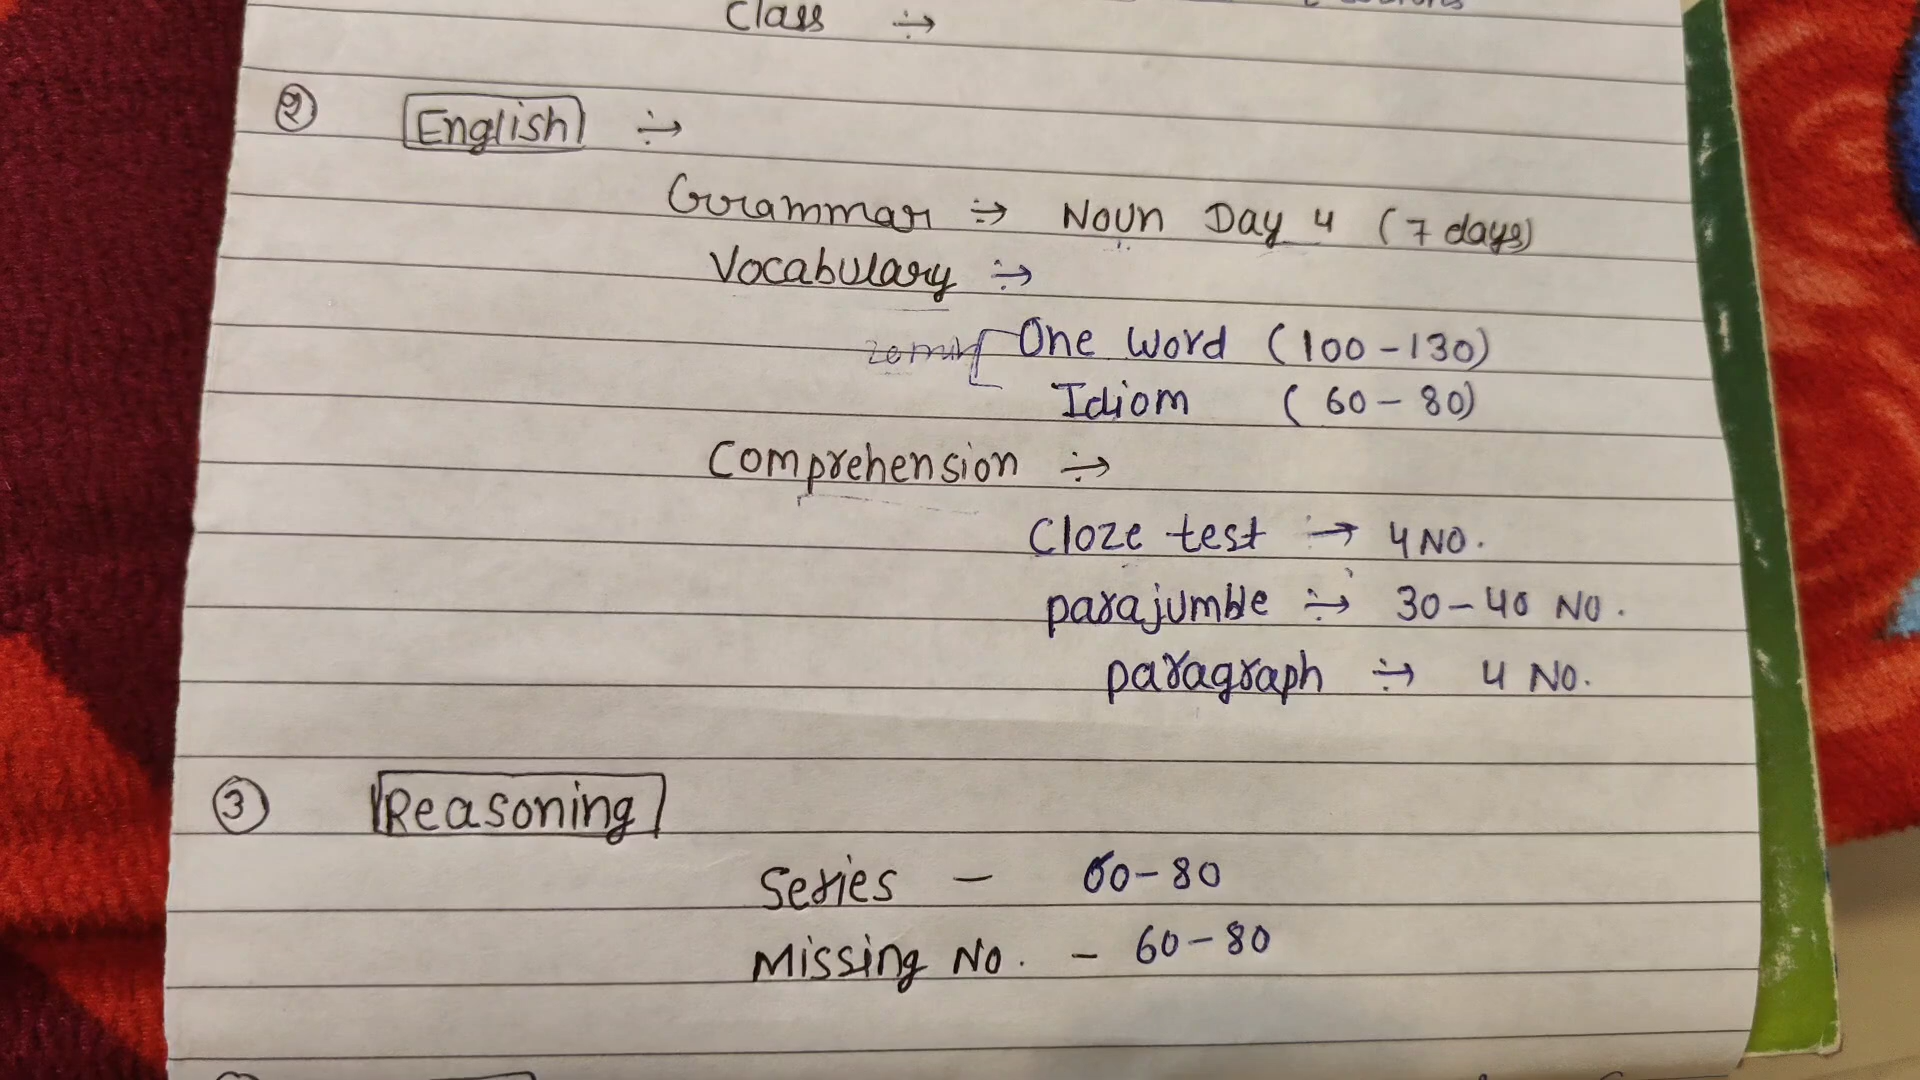 Class →
② English →
Grammar → Noun Day 4 (7 days)
Vocabulary →
20 min One Word (100-130)
Idiom (60-80)
Comprehension →
Cloze test → 4 No.
parajumble → 30-40 No.
paragraph → 4 No.
③ Reasoning
Series - 60-80
Missing No. - 60-80